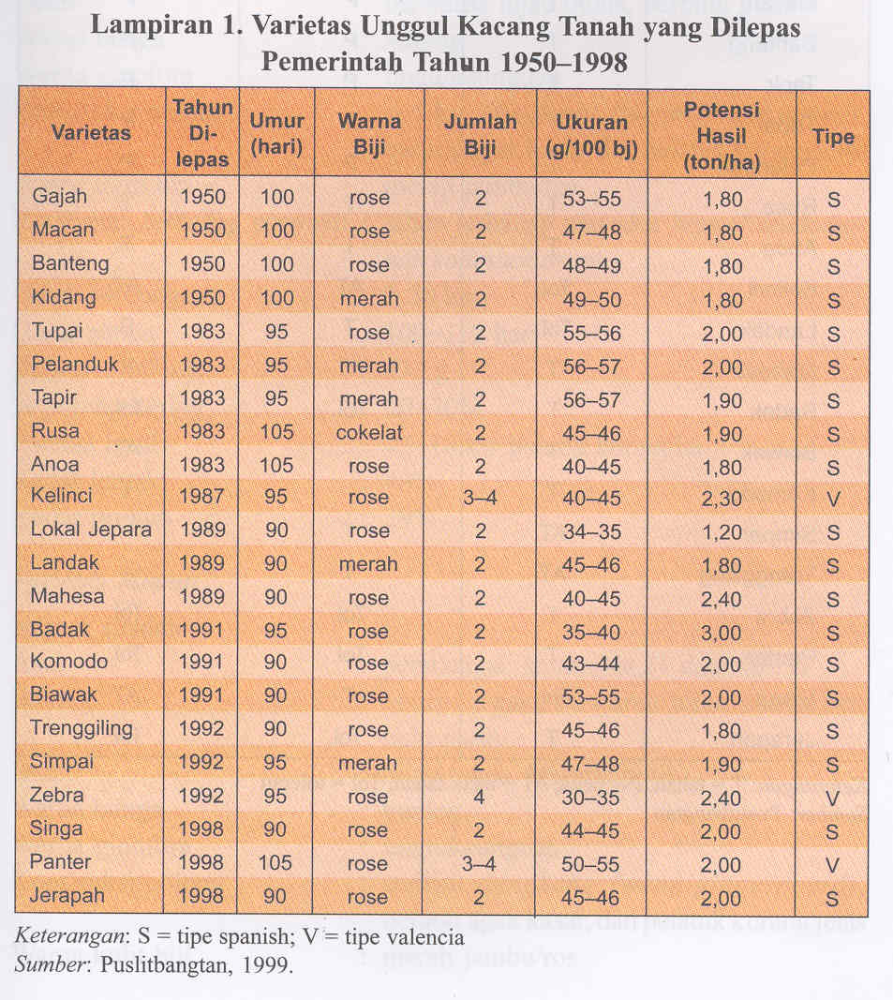 Lampiran 1. Varietas Unggul Kacang Tanah yang Dilepas
Pemerintah Tahun 1950–1998
Varietas Tahun Di-lepas Umur (hari) Warna Biji Jumlah Biji Ukuran (g/100 bj) Potensi Hasil (ton/ha) Tipe
Gajah 1950 100 rose 2 53–55 1,80 S
Macan 1950 100 rose 2 47–48 1,80 S
Banteng 1950 100 rose 2 48–49 1,80 S
Kidang 1950 100 merah 2 49–50 1,80 S
Tupai 1983 95 rose 2 55–56 2,00 S
Pelanduk 1983 95 merah 2 56–57 2,00 S
Tapir 1983 95 merah 2 56–57 1,90 S
Rusa 1983 105 cokelat 2 45–46 1,90 S
Anoa 1983 105 rose 2 40–45 1,80 S
Kelinci 1987 95 rose 3–4 40–45 2,30 V
Lokal Jepara 1989 90 rose 2 34–35 1,20 S
Landak 1989 90 merah 2 45–46 1,80 S
Mahesa 1989 90 rose 2 40–45 2,40 S
Badak 1991 95 rose 2 35–40 3,00 S
Komodo 1991 90 rose 2 43–44 2,00 S
Biawak 1991 90 rose 2 53–55 2,00 S
Trenggiling 1992 90 rose 2 45–46 1,80 S
Simpai 1992 95 merah 2 47–48 1,90 S
Zebra 1992 95 rose 4 30–35 2,40 V
Singa 1998 90 rose 2 44–45 2,00 S
Panter 1998 105 rose 3–4 50–55 2,00 V
Jerapah 1998 90 rose 2 45–46 2,00 S
Keterangan: S = tipe spanish; V = tipe valencia
Sumber: Puslitbangtan, 1999.